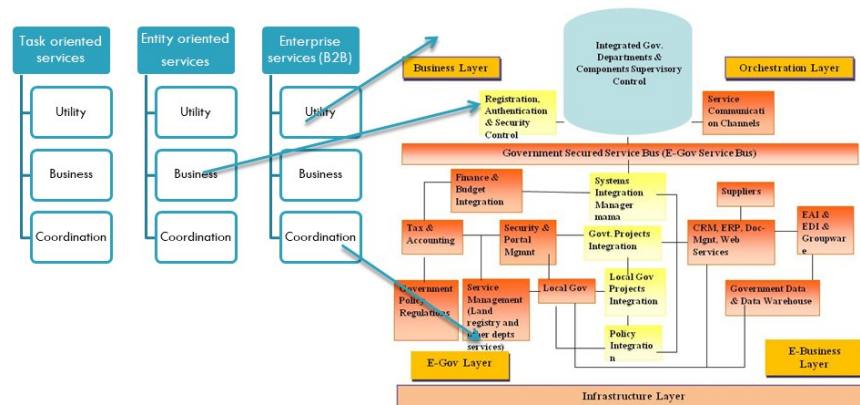 Task oriented
services
Utility
Business
Coordination
Entity oriented
services
Utility
Business
Coordination
Enterprise
services (B2B)
Utility
Business
Coordination
Business Layer
Integrated Gov.
Departments &
Components Supervisory
Control
Orchestration Layer
Registration,
Authentication
& Security
Control
Service
Communicati
on Channels
Government Secured Service Bus (E-Gov Service Bus)
Finance &
Budget
Integration
Systems
Integration
Manager
mama
Suppliers
Tax &
Accounting
Security &
Portal
Mgmnt
Govt. Projects
Integration
CRM, ERP, Doc-
Mgnt, Web
Services
EAI &
EDI &
Groupwar
e
Government
Policy
Regulations
Service
Management
(Land
registry and
other depts
services)
Local Gov
Local Gov
Projects
Integration
Government Data
& Data Warehouse
Policy
Integratio
n
E-Gov Layer
E-Business
Layer
Infrastructure Layer